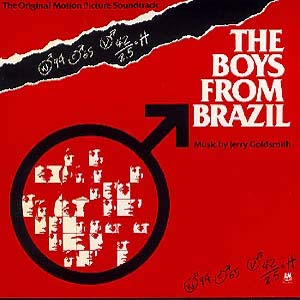 The Original Motion Picture Soundtrack
THE
BOYS
FROM
BRAZIL
Music by Jerry Goldsmith